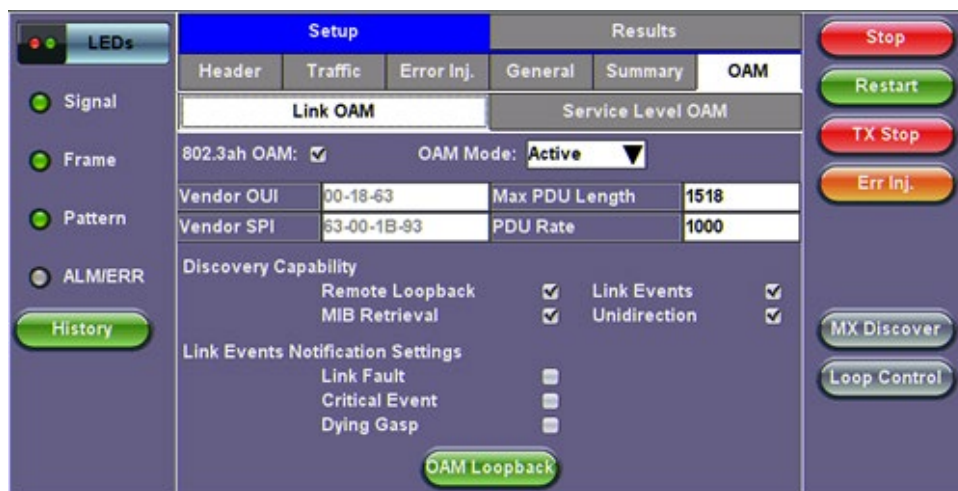 LEDs
Signal
Frame
Pattern
ALM/ERR
History
Setup Results
Header Traffic Error Inj. General Summary OAM
Link OAM Service Level OAM
802.3ah OAM: OAM Mode: Active
Vendor OUI 00-18-63 Max PDU Length 1518
Vendor SPI 63-00-1B-93 PDU Rate 1000
Discovery Capability
Remote Loopback Link Events
MIB Retrieval Unidirection
Link Events Notification Settings
Link Fault
Critical Event
Dying Gasp
OAM Loopback
Stop
Restart
TX Stop
Err Inj.
MX Discover
Loop Control